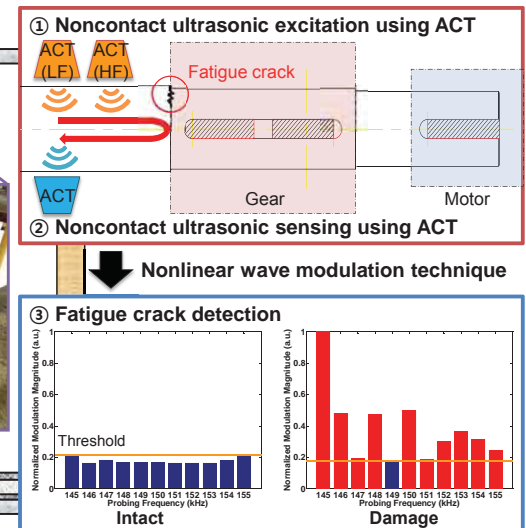 ① Noncontact ultrasonic excitation using ACT
ACT ACT
(LF) (HF)
Fatigue crack
ACT
Gear
Motor
② Noncontact ultrasonic sensing using ACT
Nonlinear wave modulation technique
③ Fatigue crack detection
Normalized Modulation Magnitude (a.u.)
1
0.8
0.6
0.4
0.2
0
Threshold
145 146 147 148 149 150 151 152 153 154 155
Probing Frequency (kHz)
Intact
Normalized Modulation Magnitude (a.u.)
1
0.8
0.6
0.4
0.2
0
145 146 147 148 149 150 151 152 153 154 155
Probing Frequency (kHz)
Damage